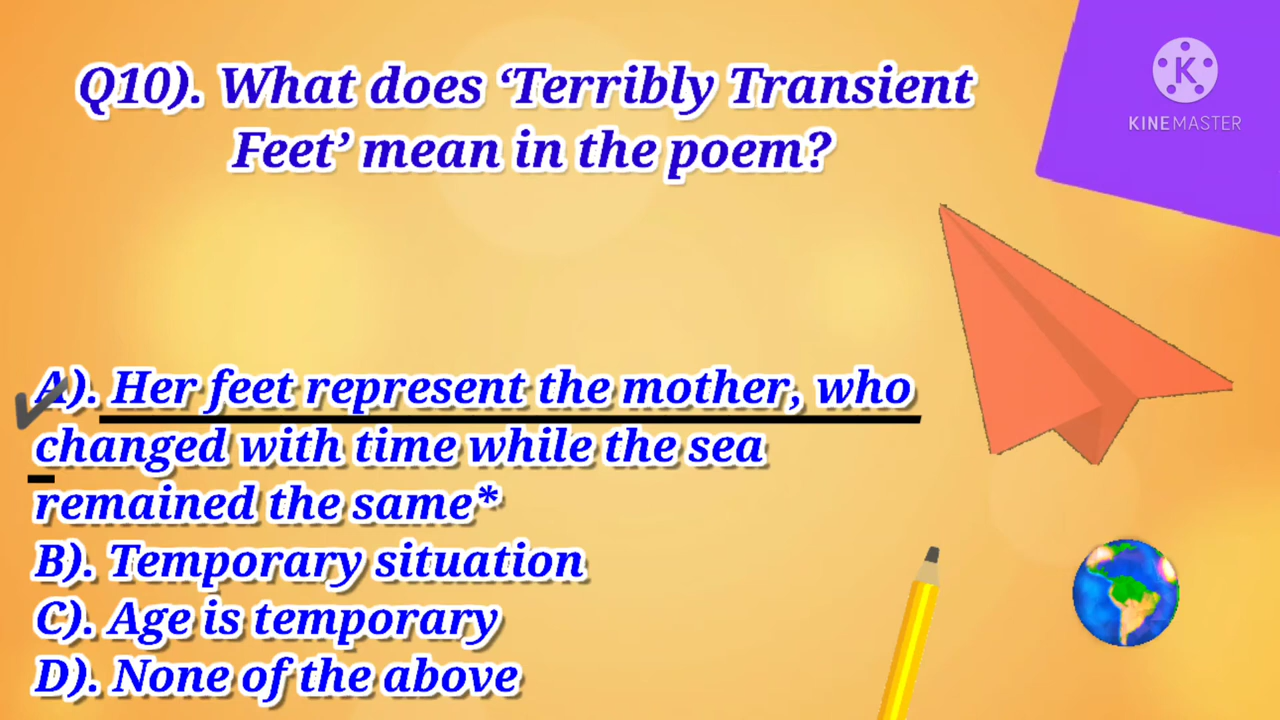 Q10). What does ‘Terribly Transient
Feet’ mean in the poem?
K
KINEMASTER
A). Her feet represent the mother, who
changed with time while the sea
remained the same*
B). Temporary situation
C). Age is temporary
D). None of the above